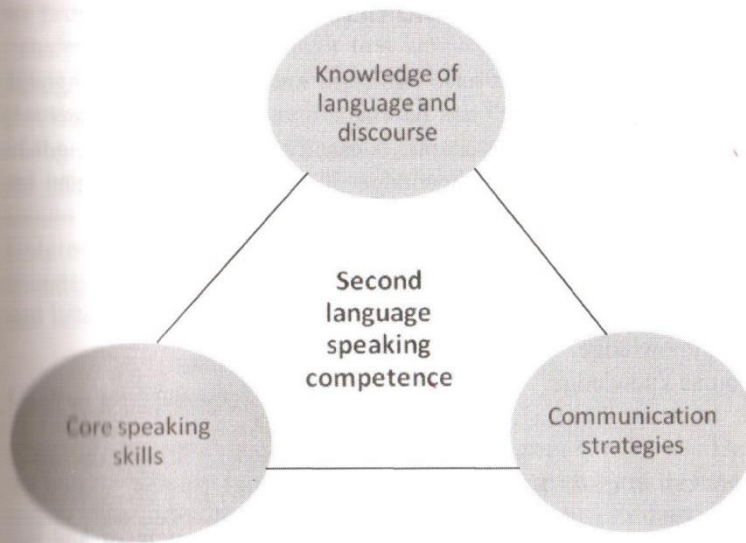 Knowledge of
language and
discourse
Second
language
speaking
competence
Core speaking
skills
Communication
strategies